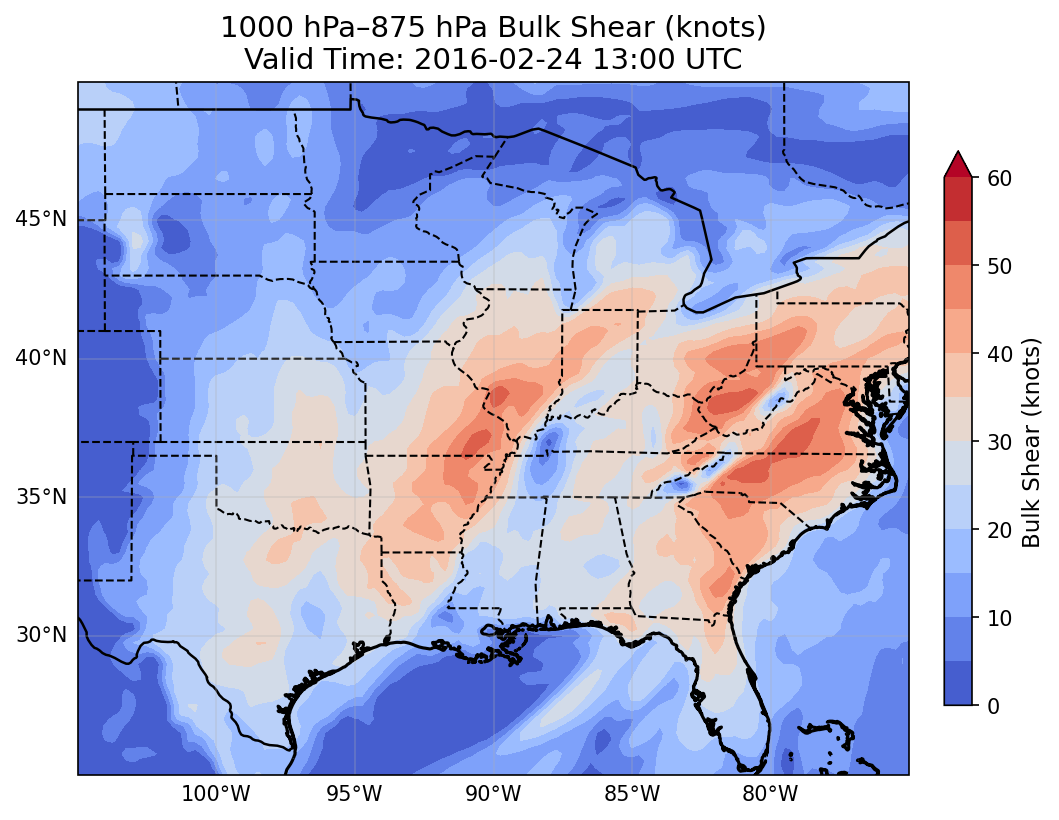 1000 hPa–875 hPa Bulk Shear (knots)
Valid Time: 2016-02-24 13:00 UTC
45°N
40°N
35°N
30°N
100°W
95°W
90°W
85°W
80°W
60
50
40
30
20
10
0
Bulk Shear (knots)